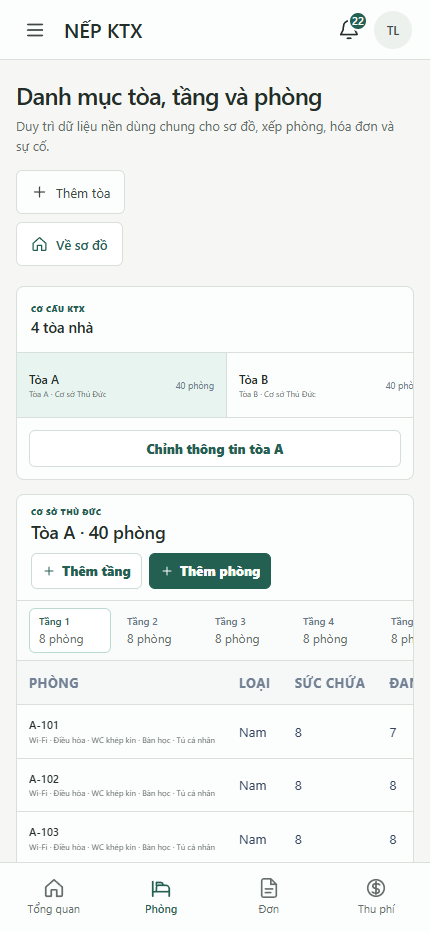 NẾP KTX
22
TL
Danh mục tòa, tầng và phòng
Duy trì dữ liệu nền dùng chung cho sơ đồ, xếp phòng, hóa đơn và
sự cố.
Thêm tòa
Về sơ đồ
CƠ CẤU KTX
4 tòa nhà
Tòa A
Tòa A · Cơ sở Thủ Đức
40 phòng
Tòa B
Tòa B · Cơ sở Thủ Đức
40 phò
Chỉnh thông tin tòa A
CƠ SỞ THỦ ĐỨC
Tòa A · 40 phòng
Thêm tầng
Thêm phòng
Tầng 1
8 phòng
Tầng 2
8 phòng
Tầng 3
8 phòng
Tầng 4
8 phòng
Tầng
8 ph
PHÒNG LOẠI SỨC CHỨA ĐAN
A-101
Wi-Fi · Điều hòa · WC khép kín · Bàn học · Tủ cá nhân
Nam 8 7
A-102
Wi-Fi · Điều hòa · WC khép kín · Bàn học · Tủ cá nhân
Nam 8 8
A-103
Wi-Fi · Điều hòa · WC khép kín · Bàn học · Tủ cá nhân
Nam 8 8
Tổng quan
Phòng
Đơn
Thu phí